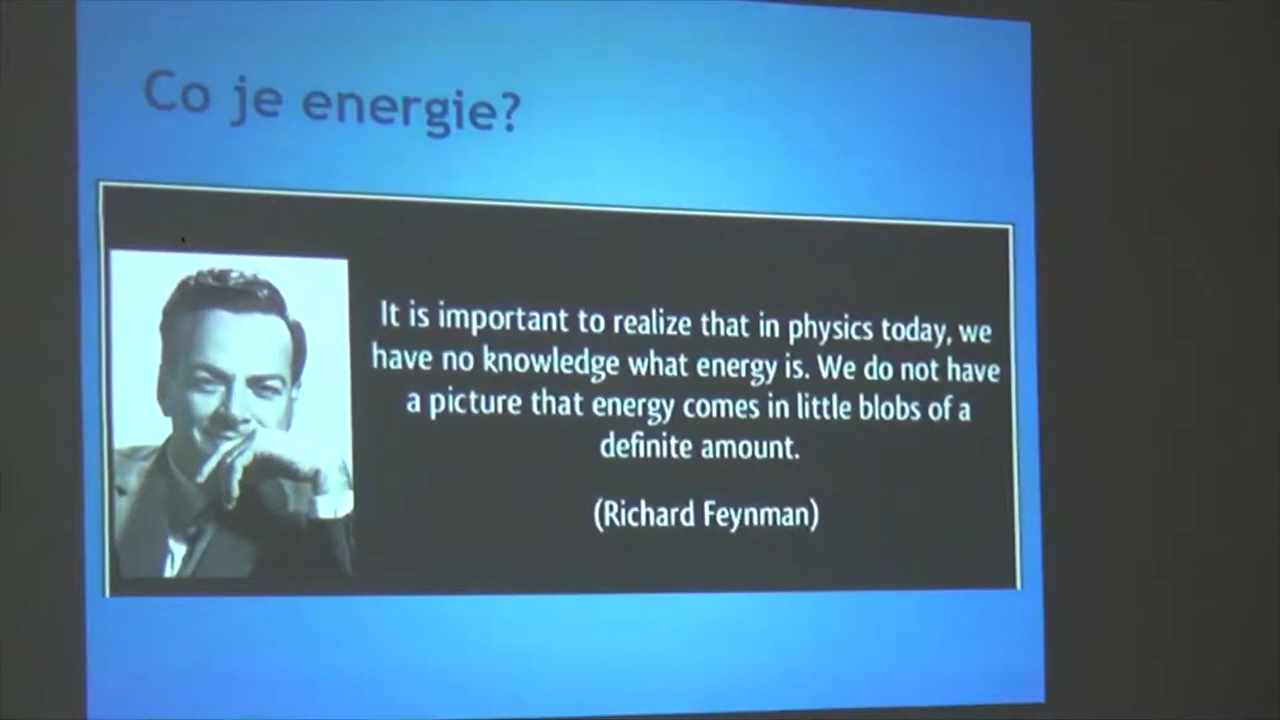 Co je energie?
It is important to realize that in physics today, we
have no knowledge what energy is. We do not have
a picture that energy comes in little blobs of a
definite amount.
(Richard Feynman)